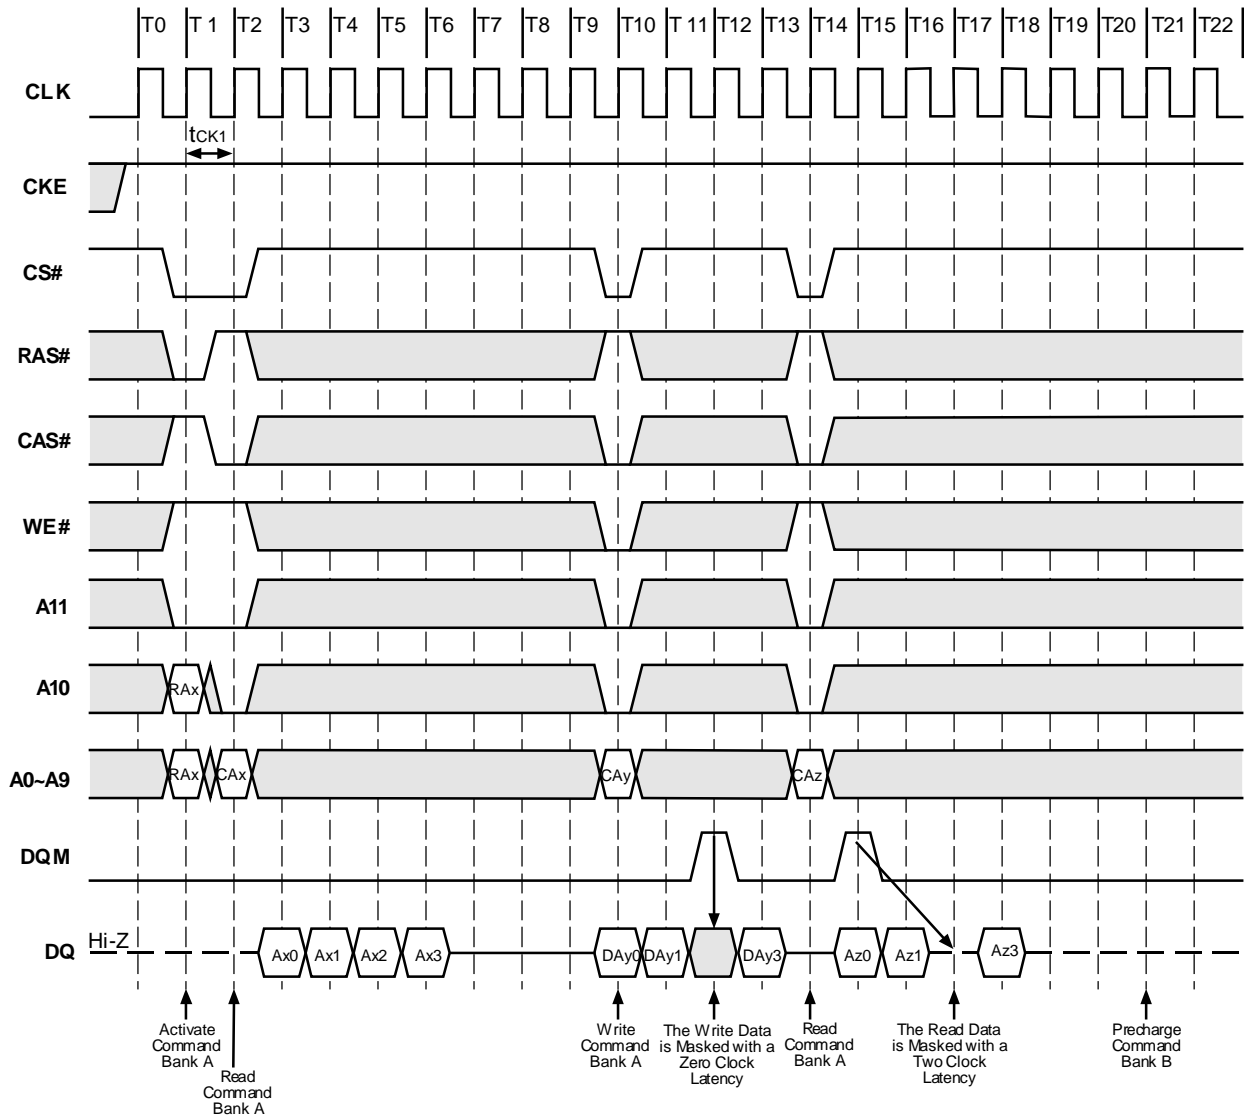 T0 T 1 T2 T3 T4 T5 T6 T7 T8 T9 T10 T 11 T12 T13 T14 T15 T16 T17 T18 T19 T20 T21 T22
CLK
tCK1
CKE
CS#
RAS#
CAS#
WE#
A11
A10
RAx
A0~A9
RAx CAx CAy CAz
DQM
DQ
Hi-Z
Ax0 Ax1 Ax2 Ax3 DAy0 DAy1 DAy3 Az0 Az1 Az3
Activate
Command
Bank A
Read
Command
Bank A
Write
Command
Bank A
The Write Data
is Masked with a
Zero Clock
Latency
Read
Command
Bank A
The Read Data
is Masked with a
Two Clock
Latency
Precharge
Command
Bank B